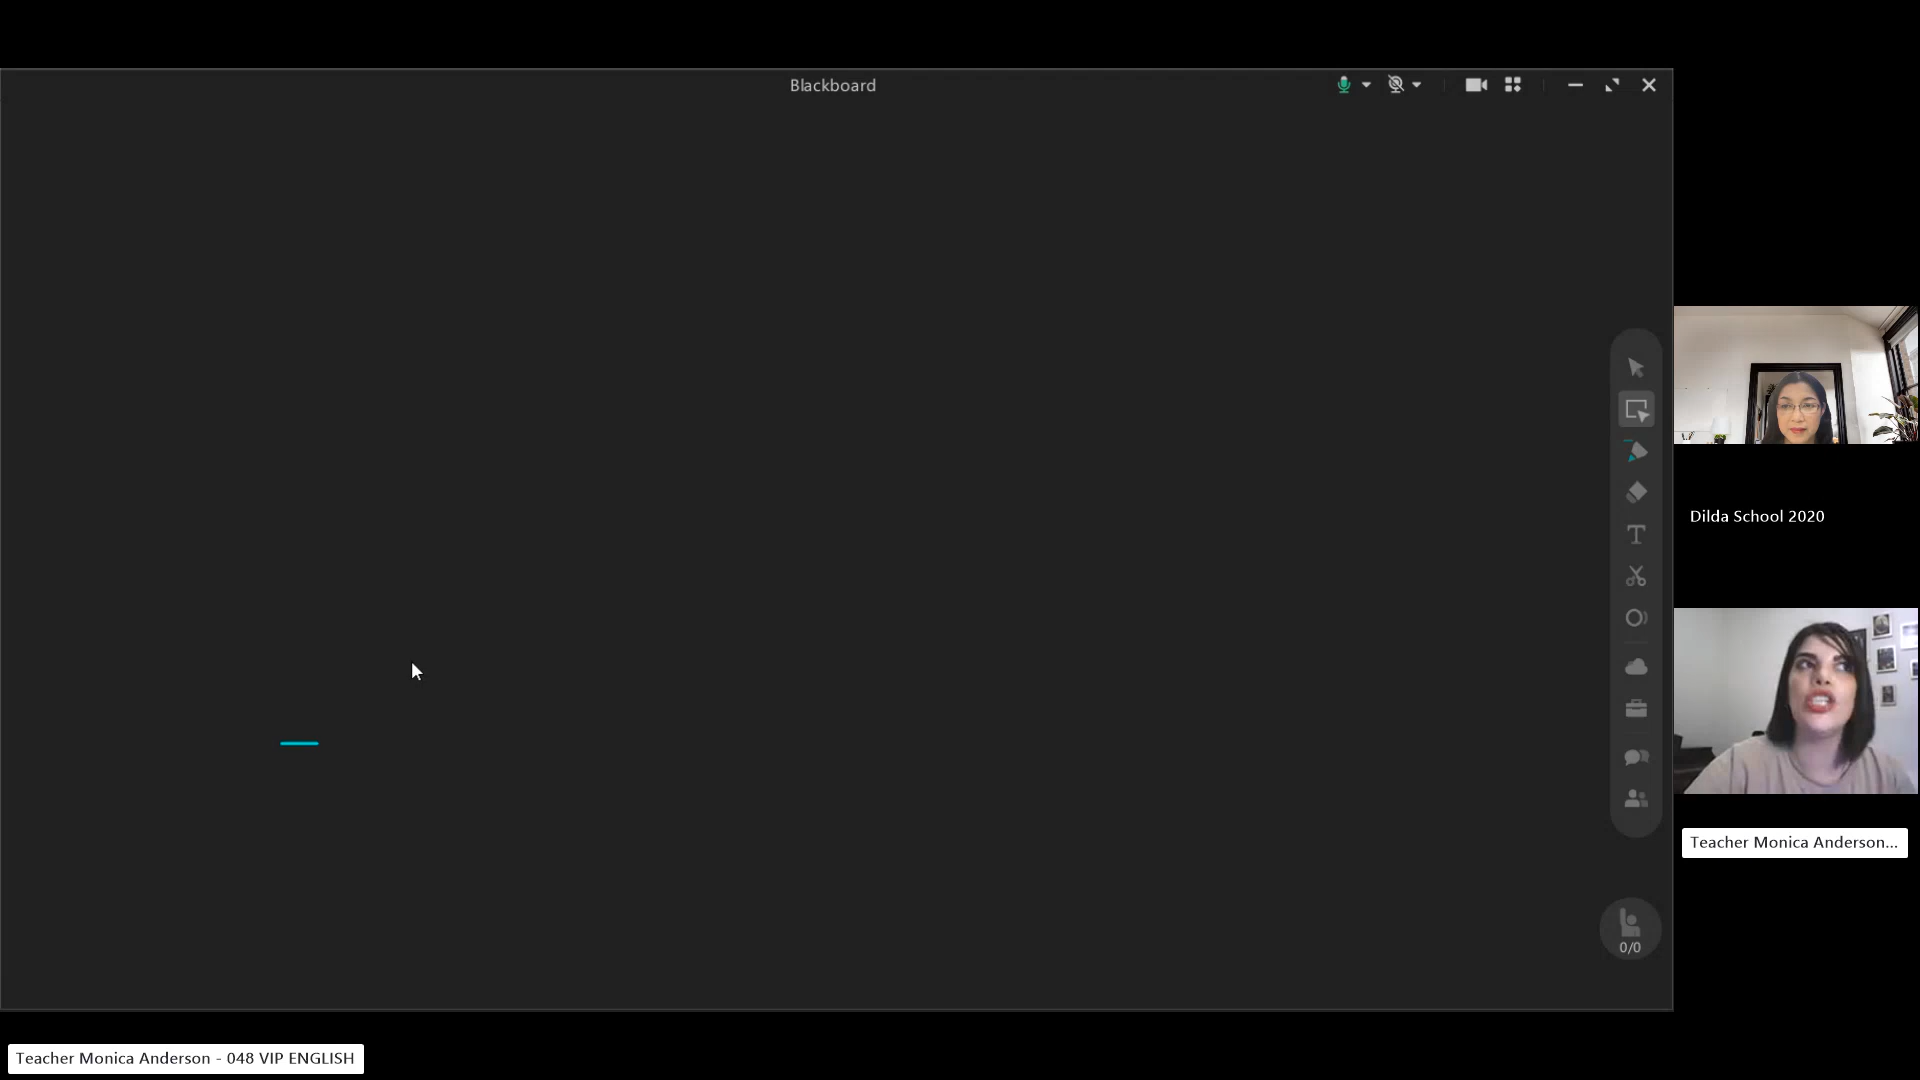 Blackboard
Dilda School 2020
0/0
Teacher Monica Anderson...
Teacher Monica Anderson - 048 VIP ENGLISH